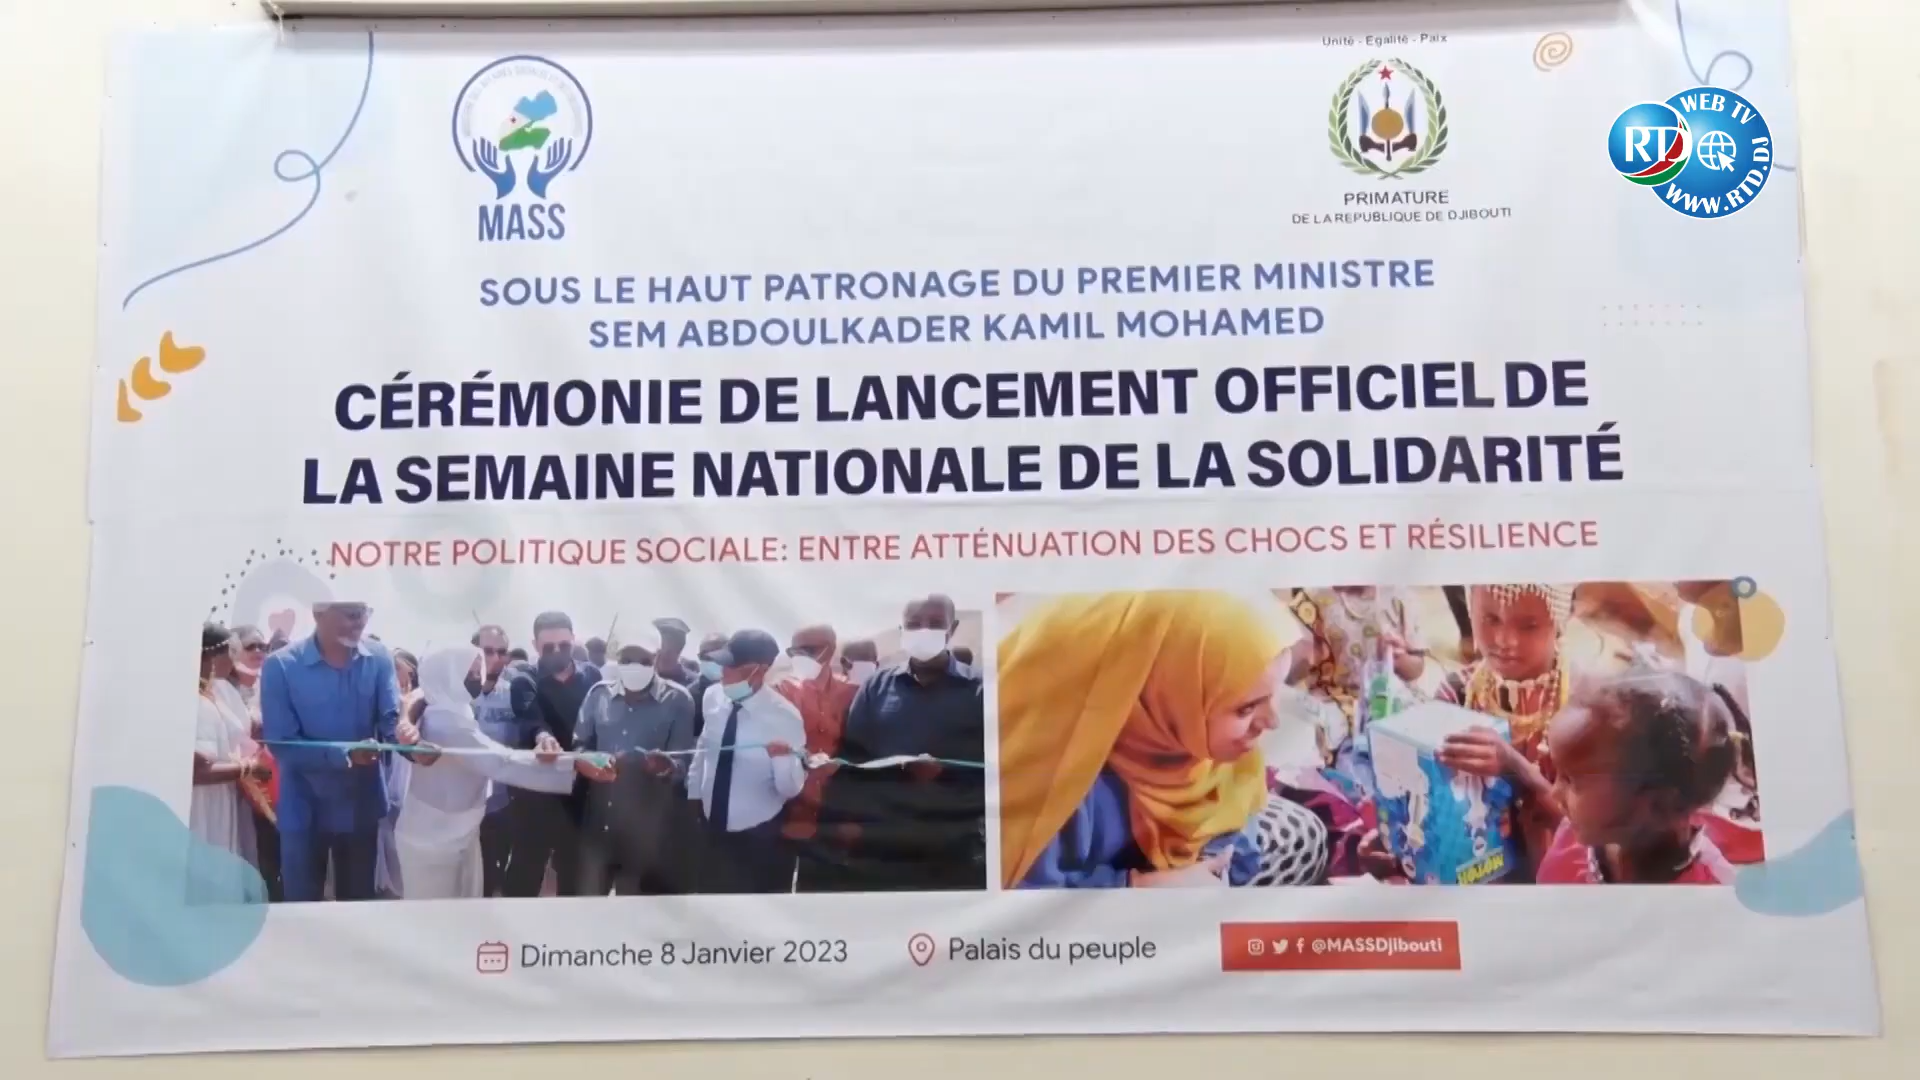 Unité - Egalité - Paix
WEB TV
RTD
WWW.RTD.DJ
MASS
PRIMATURE
DE LA REPUBLIQUE DE DJIBOUTI
SOUS LE HAUT PATRONAGE DU PREMIER MINISTRE
SEM ABDOULKADER KAMIL MOHAMED
CÉRÉMONIE DE LANCEMENT OFFICIEL DE
LA SEMAINE NATIONALE DE LA SOLIDARITÉ
NOTRE POLITIQUE SOCIALE: ENTRE ATTÉNUATION DES CHOCS ET RÉSILIENCE
Dimanche 8 Janvier 2023
Palais du peuple
@MASSDjibouti